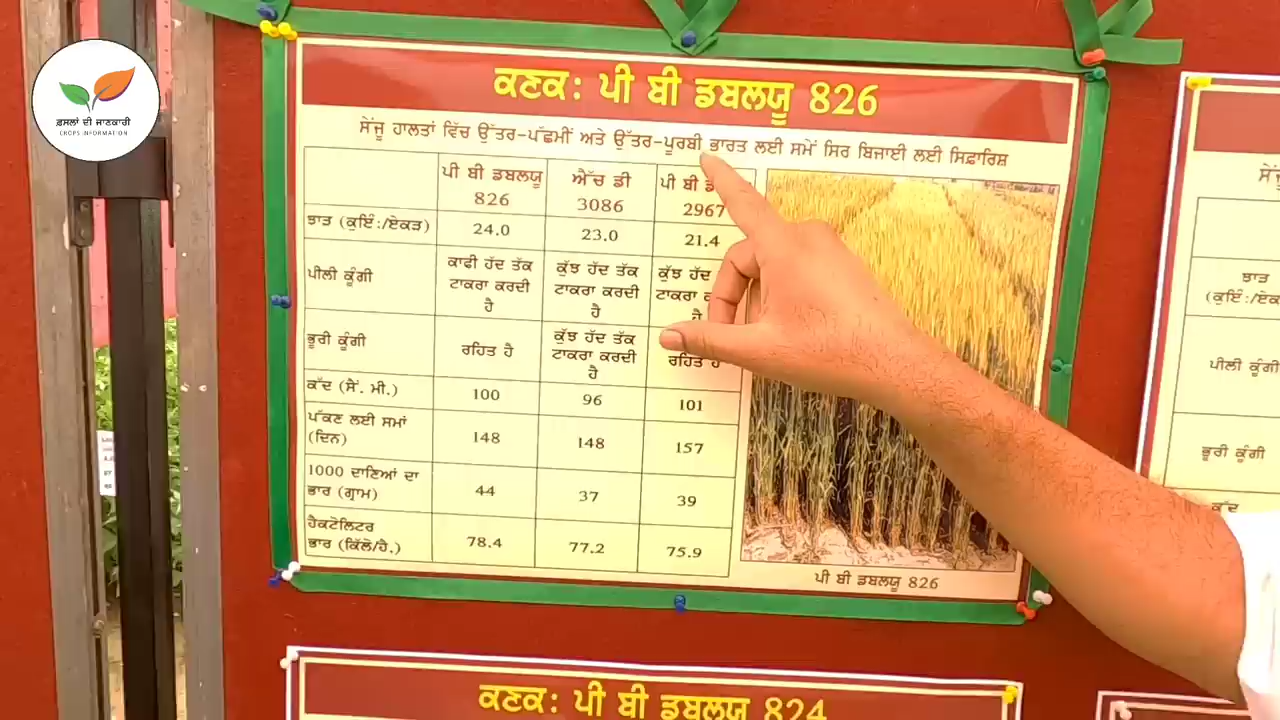 ਫ਼ਸਲਾਂ ਦੀ ਜਾਣਕਾਰੀ
CROPS INFORMATION
ਕਣਕ: ਪੀ ਬੀ ਡਬਲਯੂ 826
ਸੇਂਜੂ ਹਾਲਤਾਂ ਵਿੱਚ ਉੱਤਰ-ਪੱਛਮੀ ਅਤੇ ਉੱਤਰ-ਪੂਰਬੀ ਭਾਰਤ ਲਈ ਸਮੇਂ ਸਿਰ ਬਿਜਾਈ ਲਈ ਸਿਫ਼ਾਰਿਸ਼
ਪੀ ਬੀ ਡਬਲਯੂ 826 ਐੱਚ ਡੀ 3086 ਪੀ ਬੀ 2967
ਝਾੜ (ਕੁਇੰ:/ਏਕੜ) 24.0 23.0 21.4
ਪੀਲੀ ਕੂੰਗੀ ਕਾਫੀ ਹੱਦ ਤੱਕ ਟਾਕਰਾ ਕਰਦੀ ਹੈ ਕੁੱਝ ਹੱਦ ਤੱਕ ਟਾਕਰਾ ਕਰਦੀ ਹੈ ਕੁੱਝ ਹੱਦ ਟਾਕਰਾ ਹੈ
ਭੂਰੀ ਕੂੰਗੀ ਰਹਿਤ ਹੈ ਕੁੱਝ ਹੱਦ ਤੱਕ ਟਾਕਰਾ ਕਰਦੀ ਹੈ ਰਹਿਤ ਹੈ
ਕੱਦ (ਸੈਂ. ਮੀ.) 100 96 101
ਪੱਕਣ ਲਈ ਸਮਾਂ (ਦਿਨ) 148 148 157
1000 ਦਾਣਿਆਂ ਦਾ ਭਾਰ (ਗ੍ਰਾਮ) 44 37 39
ਹੈਕਟੋਲਿਟਰ ਭਾਰ (ਕਿੱਲੋ/ਹੈ.) 78.4 77.2 75.9
ਪੀ ਬੀ ਡਬਲਯੂ 826
ਝਾੜ
ਪੀਲੀ ਕੂੰਗੀ
ਭੂਰੀ ਕੂੰਗੀ
ਕੱਦ
ਕਣਕ: ਪੀ ਬੀ ਡਬਲਯੂ 824